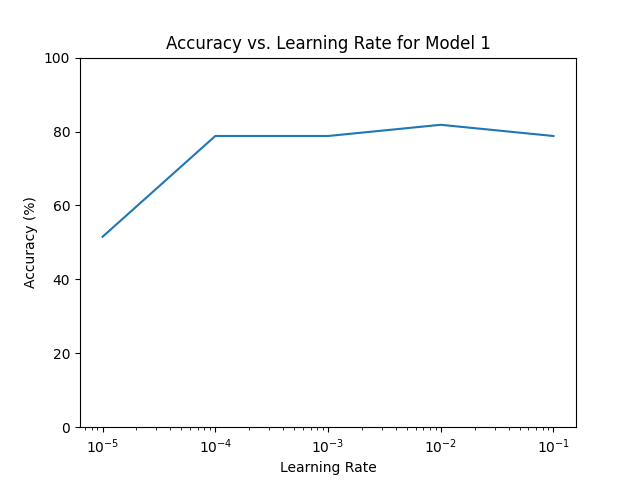 Accuracy vs. Learning Rate for Model 1
100
80
60
40
20
0
Accuracy (%)
10⁻⁵ 10⁻⁴ 10⁻³ 10⁻² 10⁻¹
Learning Rate